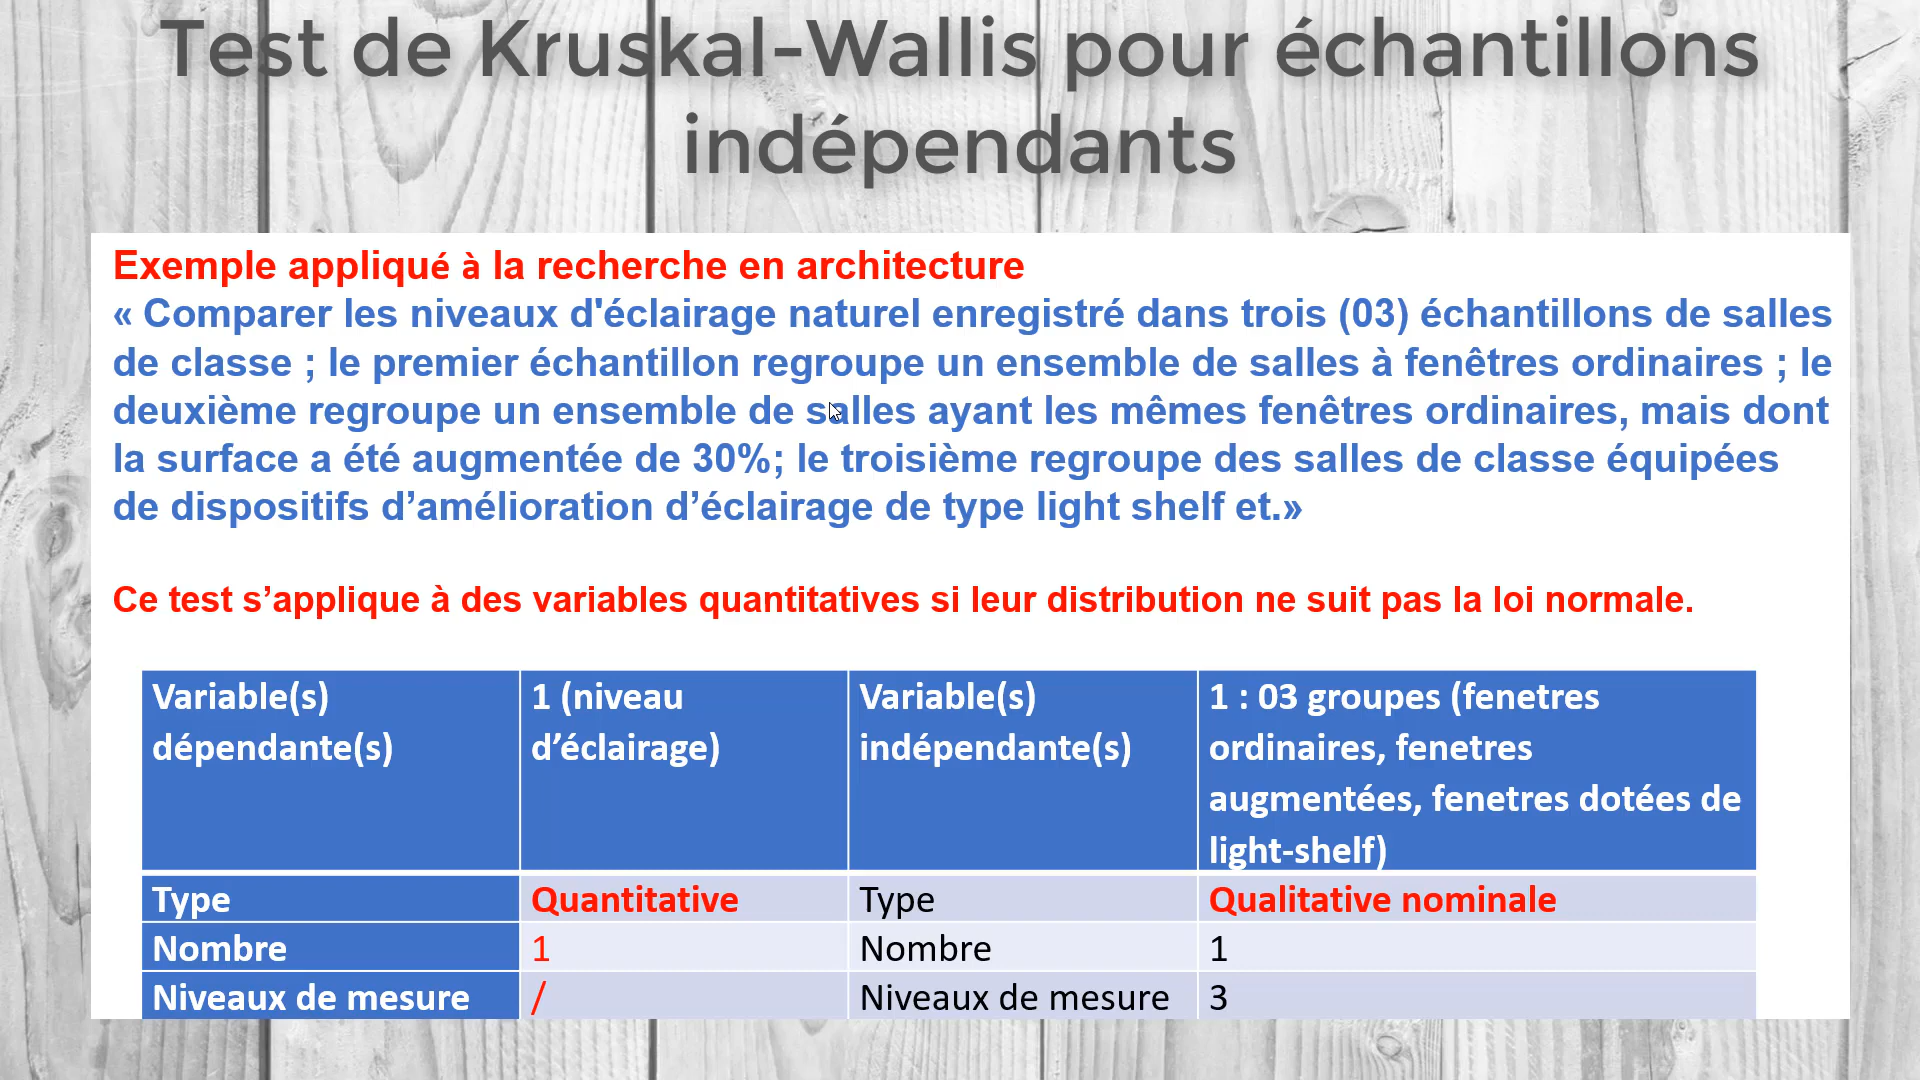 Test de Kruskal-Wallis pour échantillons
indépendants
Exemple appliqué à la recherche en architecture
« Comparer les niveaux d'éclairage naturel enregistré dans trois (03) échantillons de salles
de classe ; le premier échantillon regroupe un ensemble de salles à fenêtres ordinaires ; le
deuxième regroupe un ensemble de salles ayant les mêmes fenêtres ordinaires, mais dont
la surface a été augmentée de 30%; le troisième regroupe des salles de classe équipées
de dispositifs d’amélioration d’éclairage de type light shelf et.»
Ce test s’applique à des variables quantitatives si leur distribution ne suit pas la loi normale.
Variable(s)
dépendante(s)
1 (niveau
d’éclairage)
Variable(s)
indépendante(s)
1 : 03 groupes (fenetres
ordinaires, fenetres
augmentées, fenetres dotées de
light-shelf)
Type
Quantitative
Type
Qualitative nominale
Nombre
1
Nombre
1
Niveaux de mesure
/
Niveaux de mesure
3